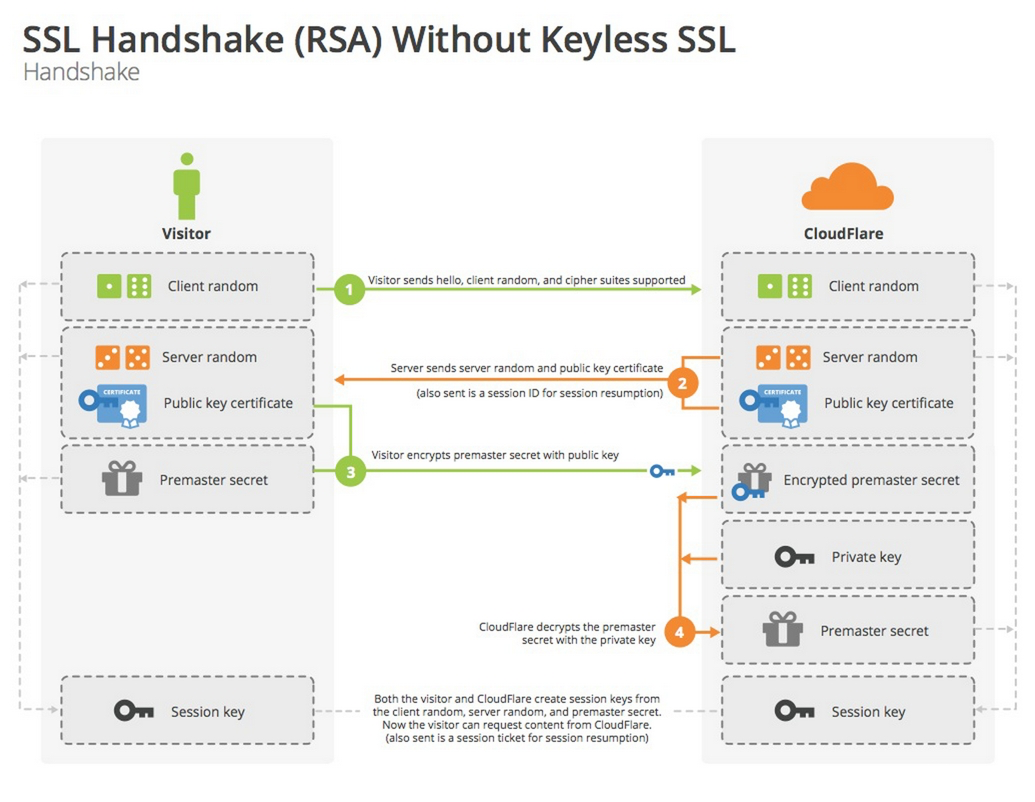 SSL Handshake (RSA) Without Keyless SSL
Handshake
Visitor
CloudFlare
Client random
1
Visitor sends hello, client random, and cipher suites supported
Client random
Server random
Public key certificate
CERTIFICATE
Server sends server random and public key certificate
(also sent is a session ID for session resumption)
2
Server random
Public key certificate
CERTIFICATE
Premaster secret
3
Visitor encrypts premaster secret with public key
Encrypted premaster secret
Private key
CloudFlare decrypts the premaster
secret with the private key
4
Premaster secret
Session key
Both the visitor and CloudFlare create session keys from
the client random, server random, and premaster secret.
Now the visitor can request content from CloudFlare.
(also sent is a session ticket for session resumption)
Session key